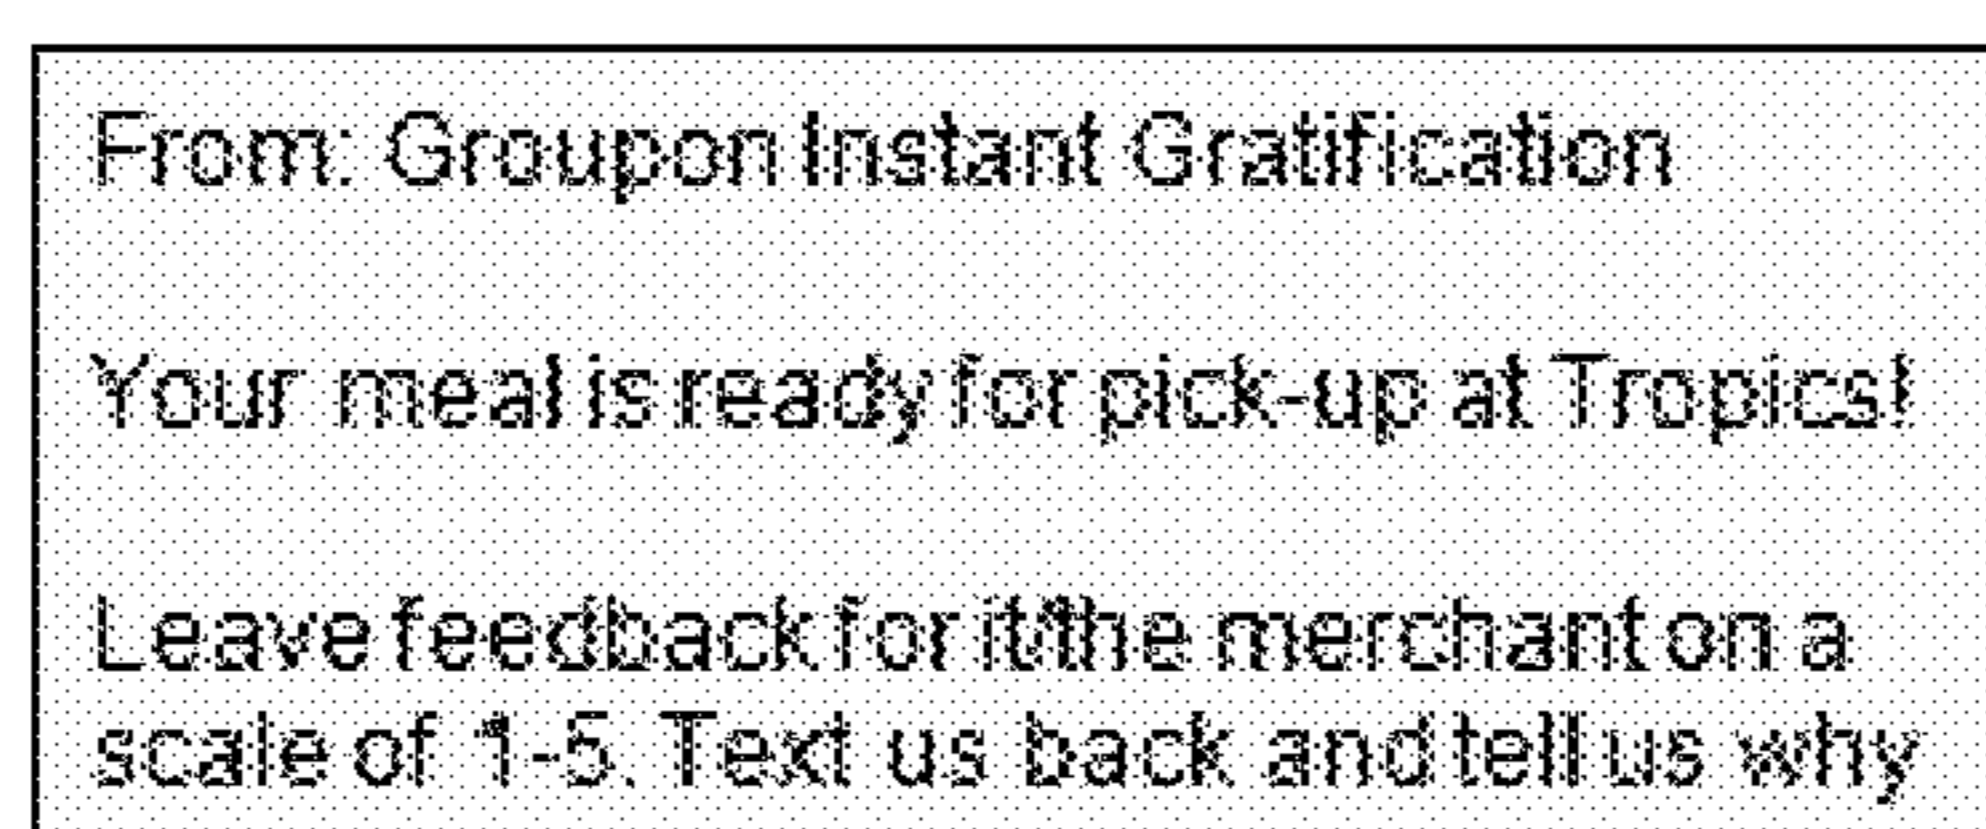 From: Groupon Instant Gratification
Your meal is ready for pick-up at Tropics!
Leave feedback for it/the merchant on a
scale of 1-5. Text us back and tell us why